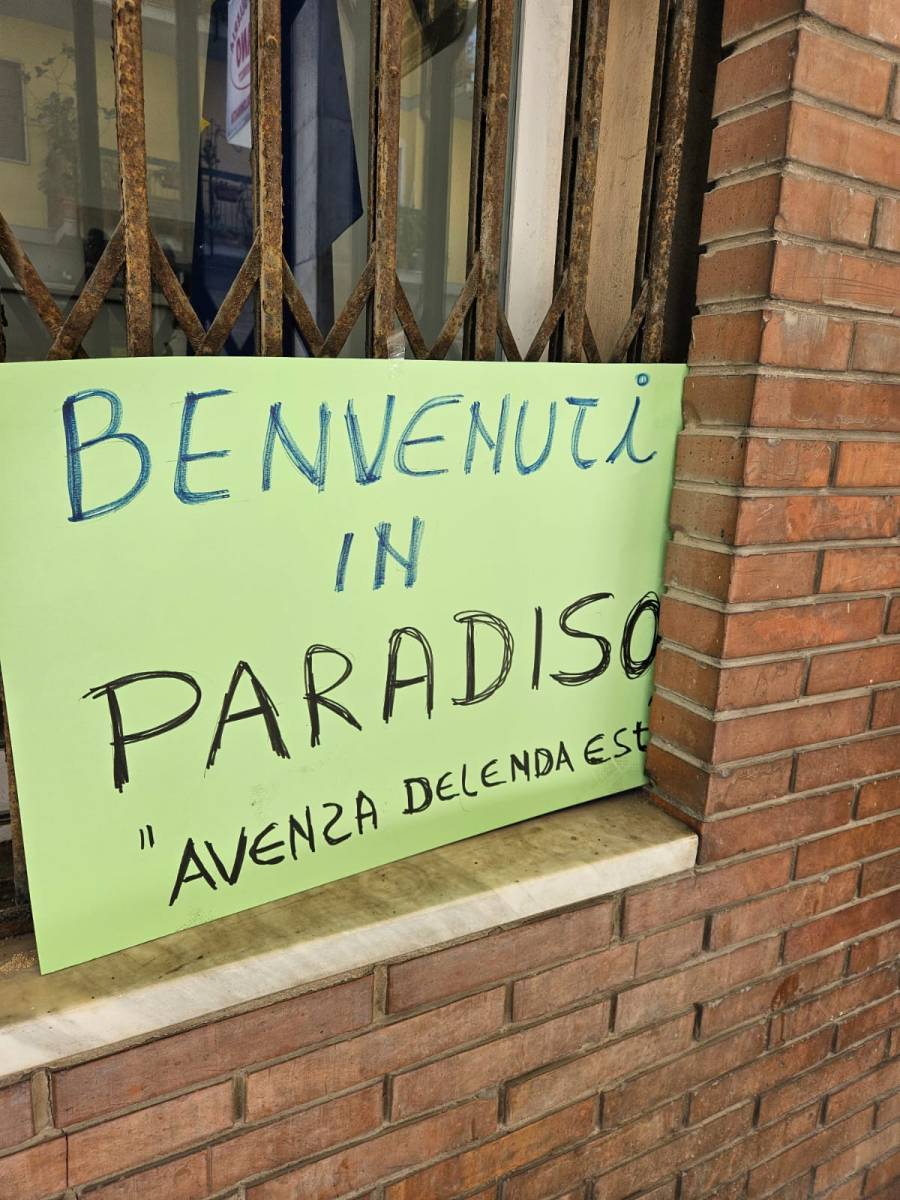 BENVENUTi
IN
PARADISO
"AVENZA DELENDA EST